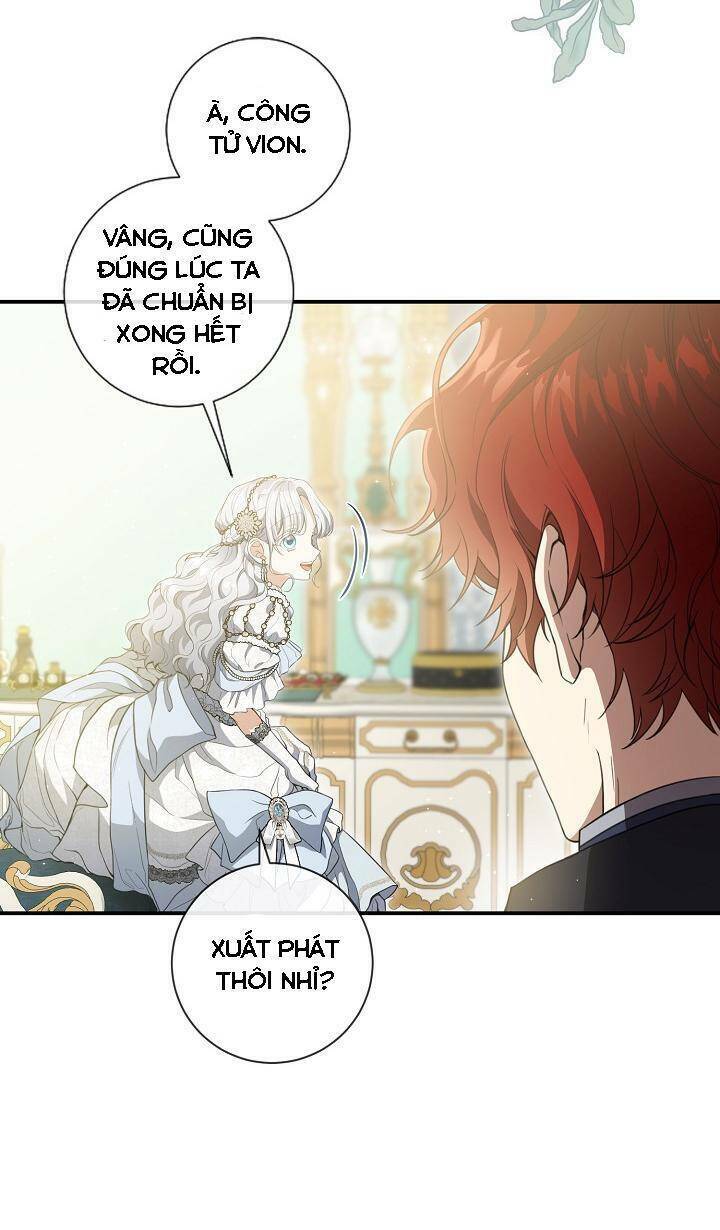 À, CÔNG
TỬ VION.
VÂNG, CŨNG
ĐÚNG LÚC TA
ĐÃ CHUẨN BỊ
XONG HẾT
RỒI.
XUẤT PHÁT
THÔI NHỈ?